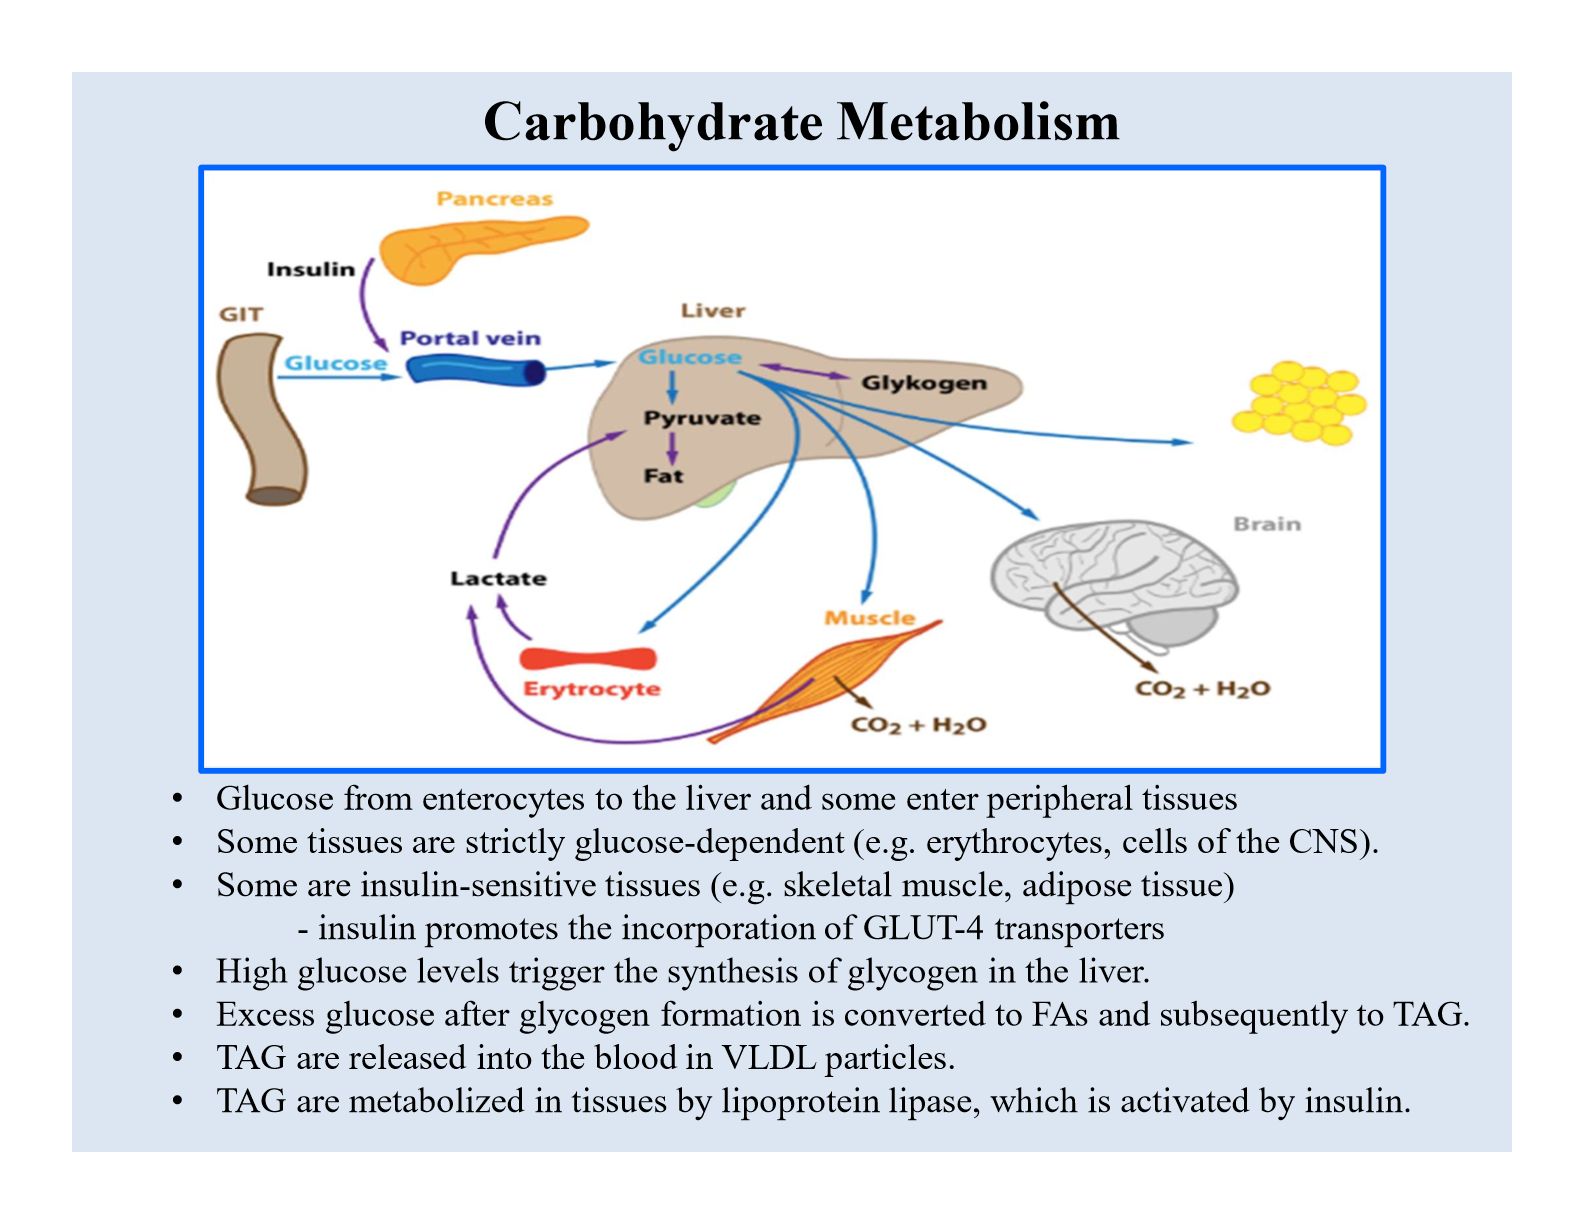 Carbohydrate Metabolism
Pancreas
Insulin
GIT
Liver
Portal vein
Glucose
Glucose
Glykogen
Pyruvate
Fat
Brain
Lactate
Muscle
Erytrocyte
CO2 + H2O
CO2 + H2O
• Glucose from enterocytes to the liver and some enter peripheral tissues
• Some tissues are strictly glucose-dependent (e.g. erythrocytes, cells of the CNS).
• Some are insulin-sensitive tissues (e.g. skeletal muscle, adipose tissue)
- insulin promotes the incorporation of GLUT-4 transporters
• High glucose levels trigger the synthesis of glycogen in the liver.
• Excess glucose after glycogen formation is converted to FAs and subsequently to TAG.
• TAG are released into the blood in VLDL particles.
• TAG are metabolized in tissues by lipoprotein lipase, which is activated by insulin.